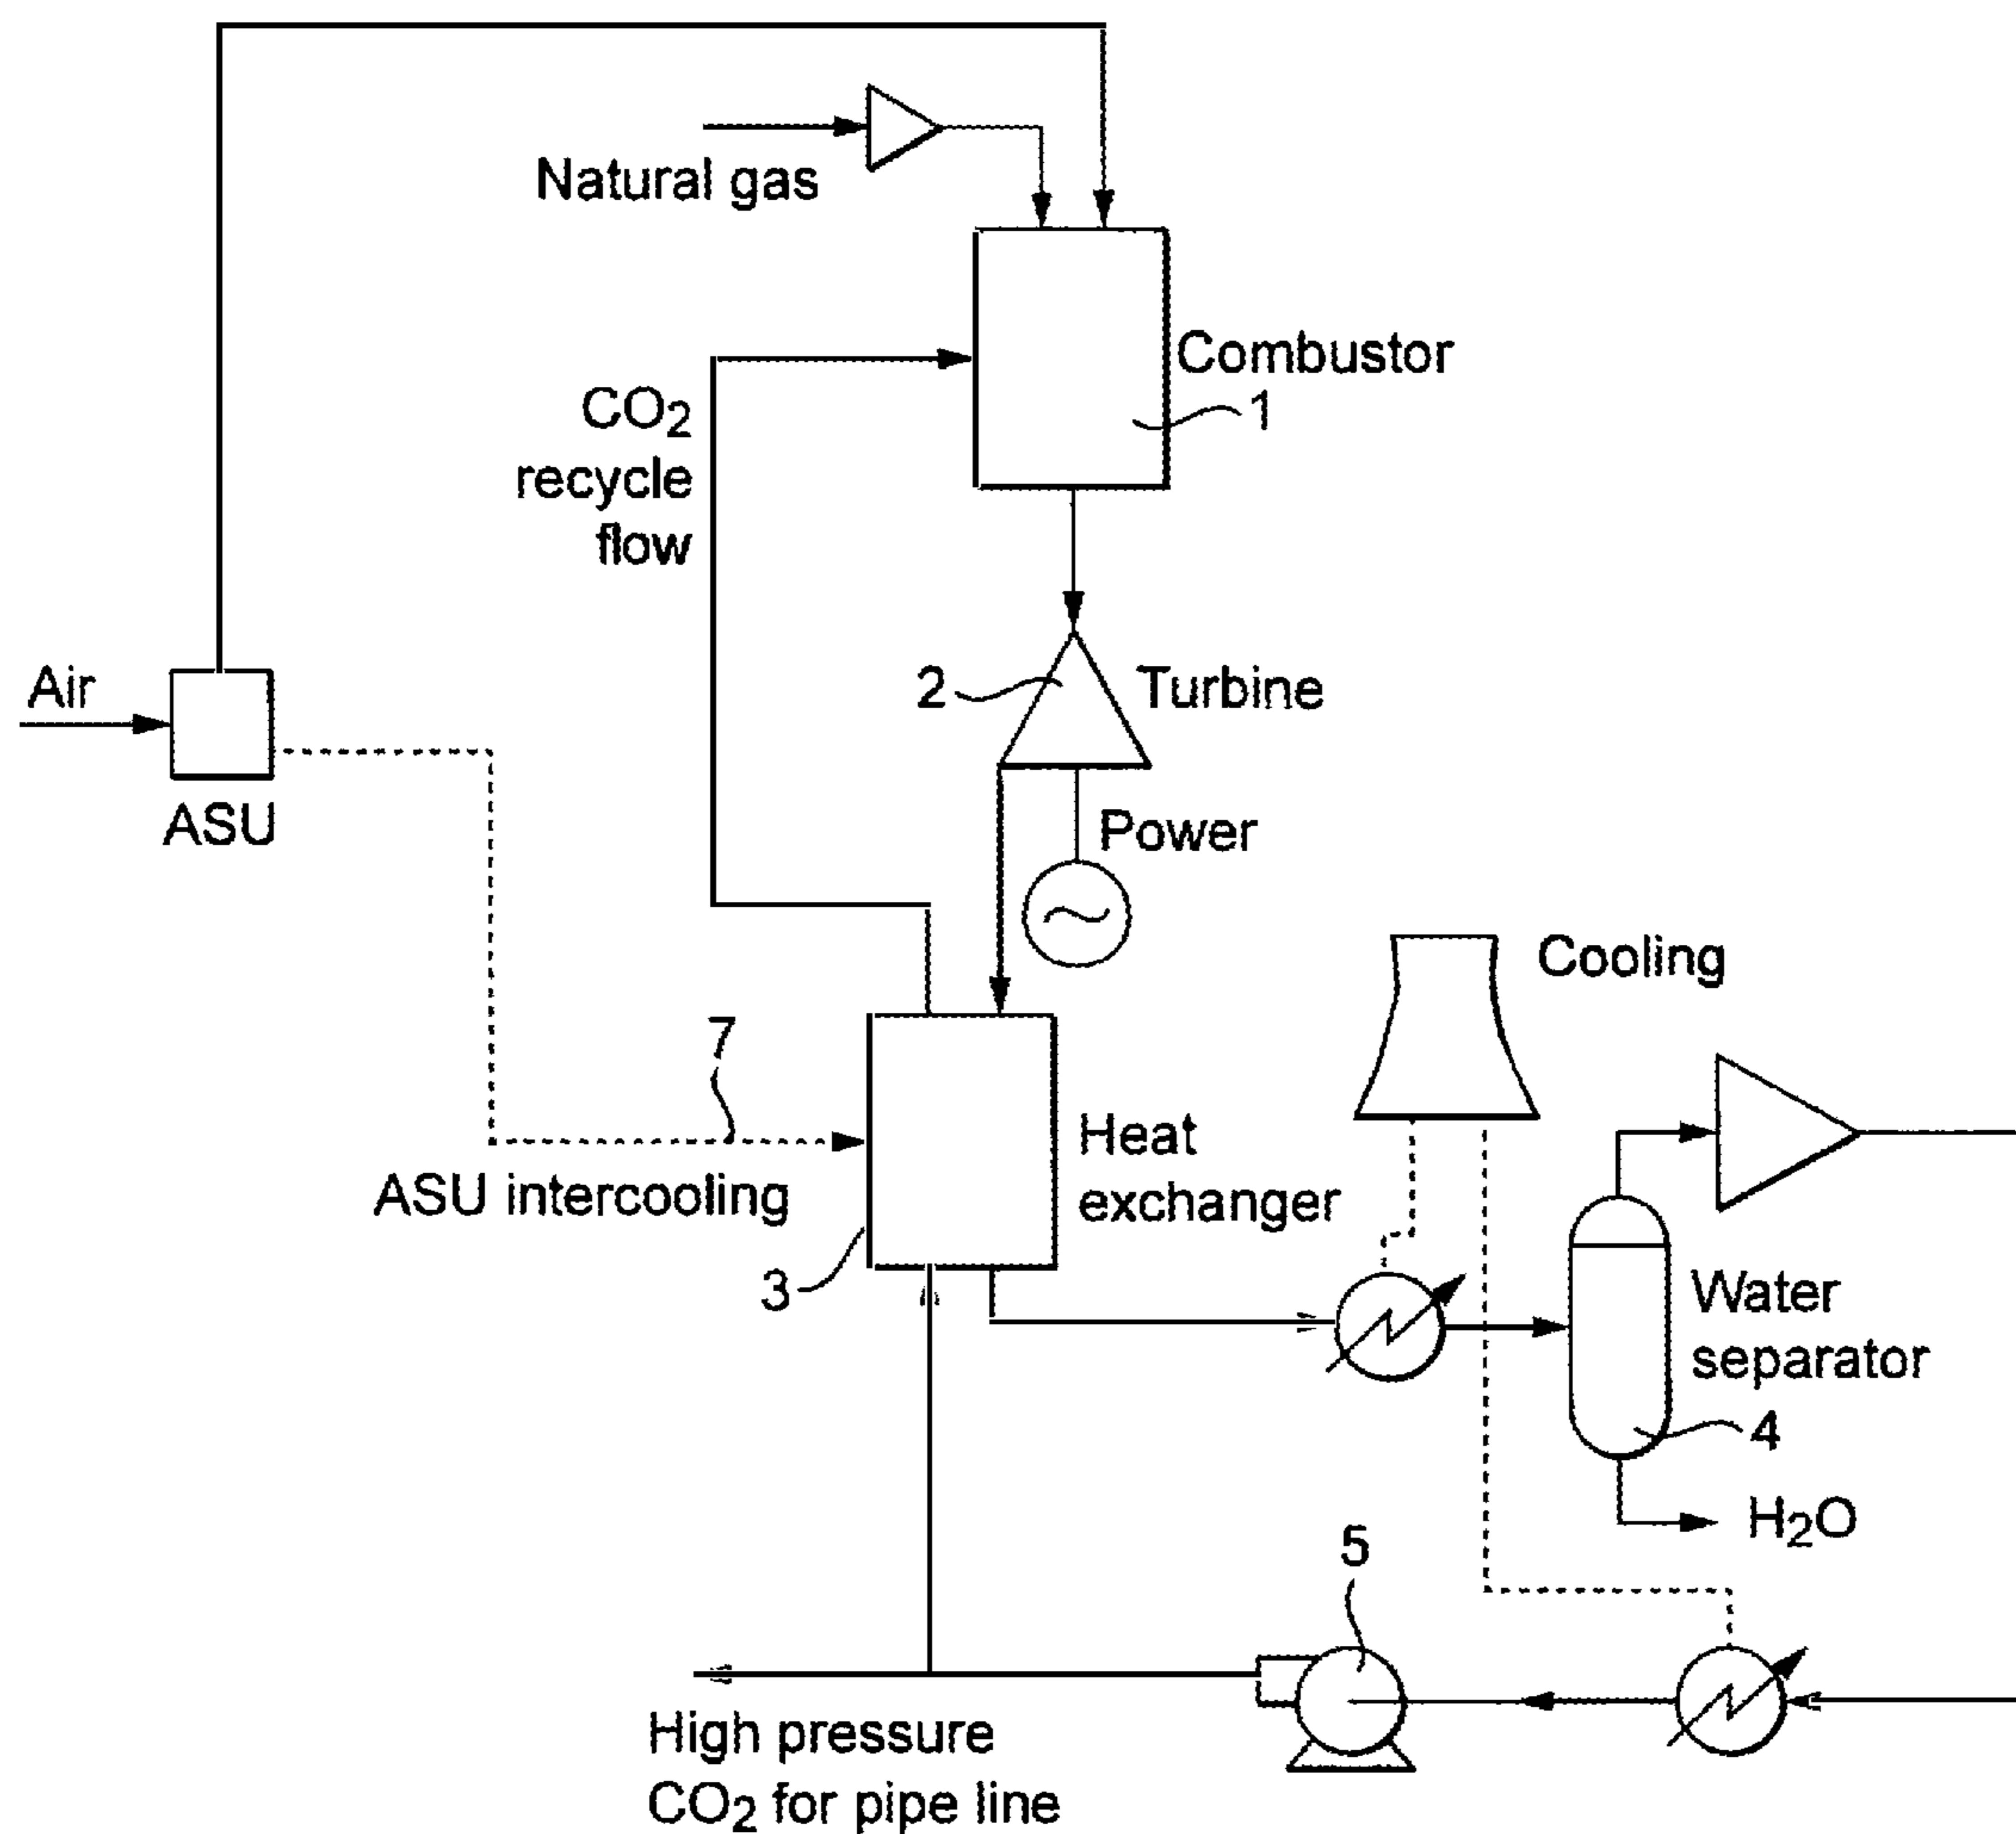 Natural gas
Combustor
1
CO2
recycle
flow
Air
ASU
2
Turbine
Power
Cooling
7
ASU intercooling
Heat
exchanger
3
Water
separator
4
H2O
5
High pressure
CO2 for pipe line